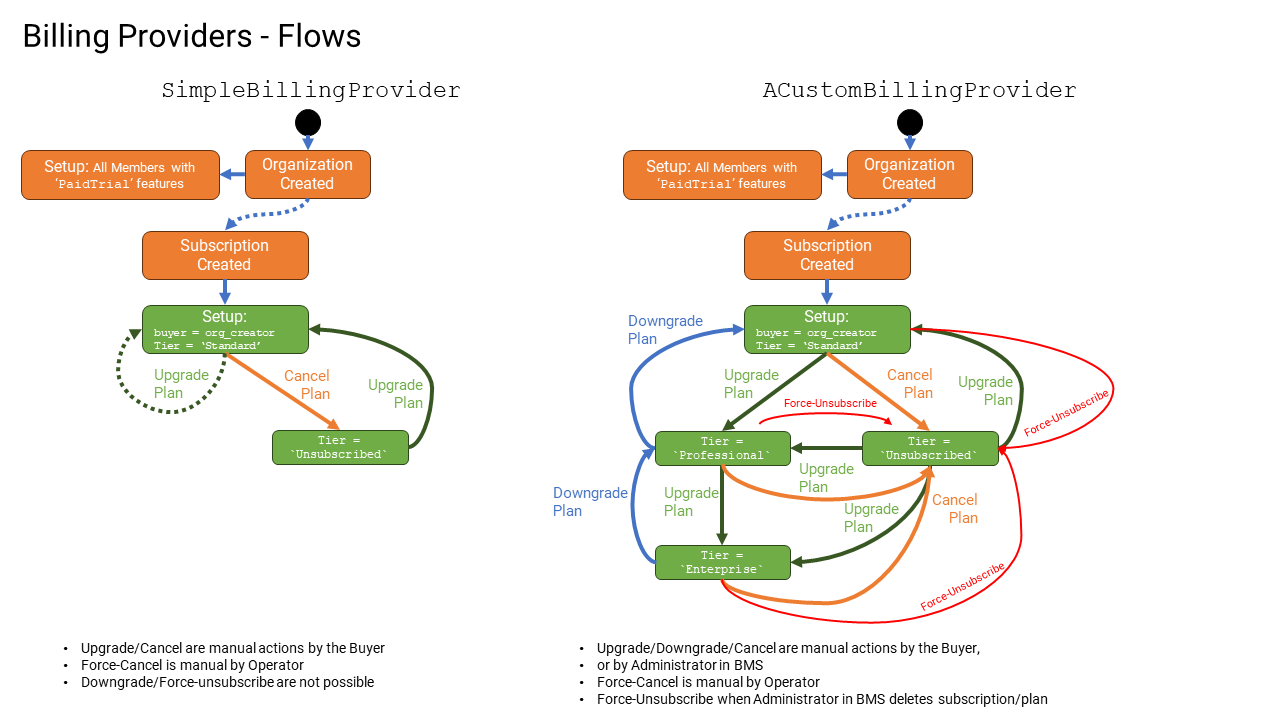 Billing Providers - Flows
SimpleBillingProvider
Setup: All Members with
‘PaidTrial’ features
Organization
Created
Subscription
Created
Setup:
buyer = org_creator
Tier = ‘Standard’
Upgrade
Plan
Cancel
Plan
Upgrade
Plan
Tier =
`Unsubscribed`
Upgrade/Cancel are manual actions by the Buyer
Force-Cancel is manual by Operator
Downgrade/Force-unsubscribe are not possible
ACustomBillingProvider
Setup: All Members with
‘PaidTrial’ features
Organization
Created
Subscription
Created
Setup:
buyer = org_creator
Tier = ‘Standard’
Downgrade
Plan
Upgrade
Plan
Cancel
Plan
Upgrade
Plan
Force-Unsubscribe
Force-Unsubscribe
Tier =
`Professional`
Tier =
`Unsubscribed`
Upgrade
Plan
Downgrade
Plan
Upgrade
Plan
Upgrade
Plan
Cancel
Plan
Tier =
`Enterprise`
Force-Unsubscribe
Upgrade/Downgrade/Cancel are manual actions by the Buyer,
or by Administrator in BMS
Force-Cancel is manual by Operator
Force-Unsubscribe when Administrator in BMS deletes subscription/plan